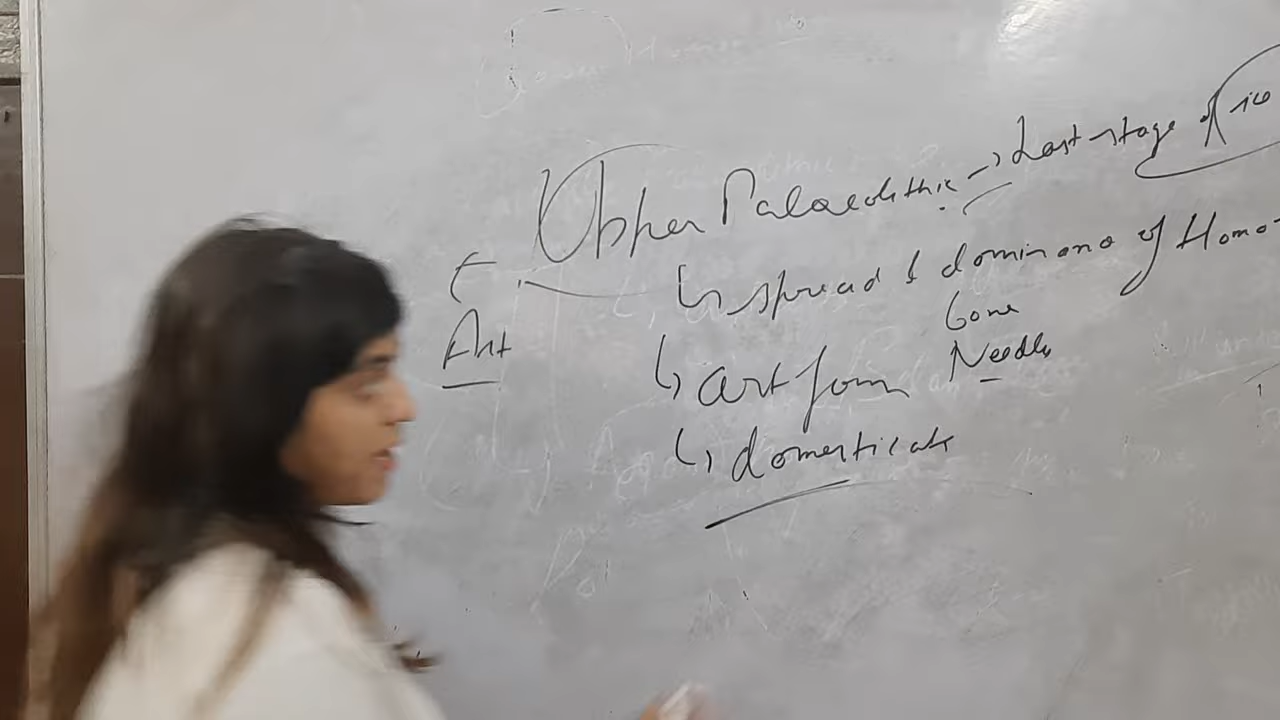 Upper Palaeolithic → Last stage of ice
↳ spread & dominance of Homo
Bone
Art
↳ art form Needle
↳ domesticate